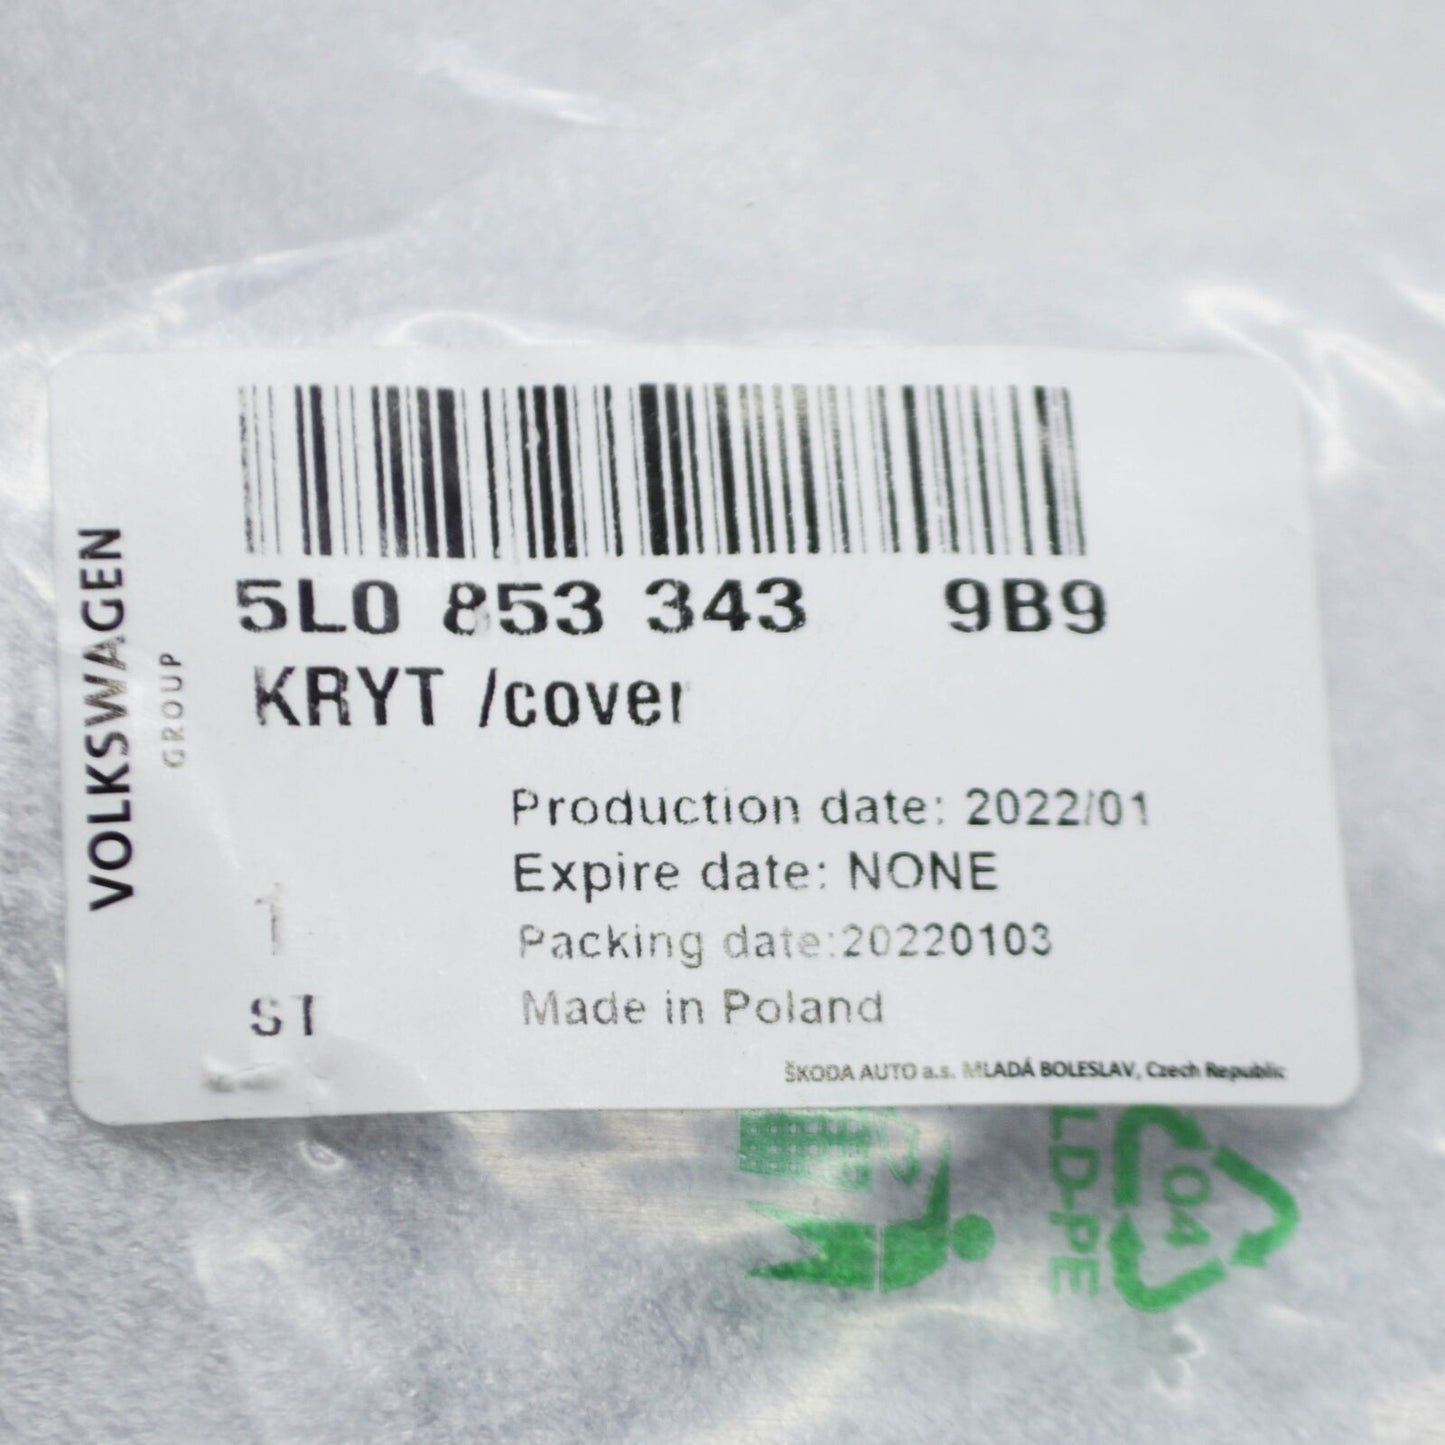 VOLKSWAGEN
GROUP
5L0 853 343 9B9
KRYT /cover
Production date: 2022/01
Expire date: NONE
Packing date:20220103
1
ST
Made in Poland
ŠKODA AUTO a.s. MLADÁ BOLESLAV, Czech Republic
LD-PE
04